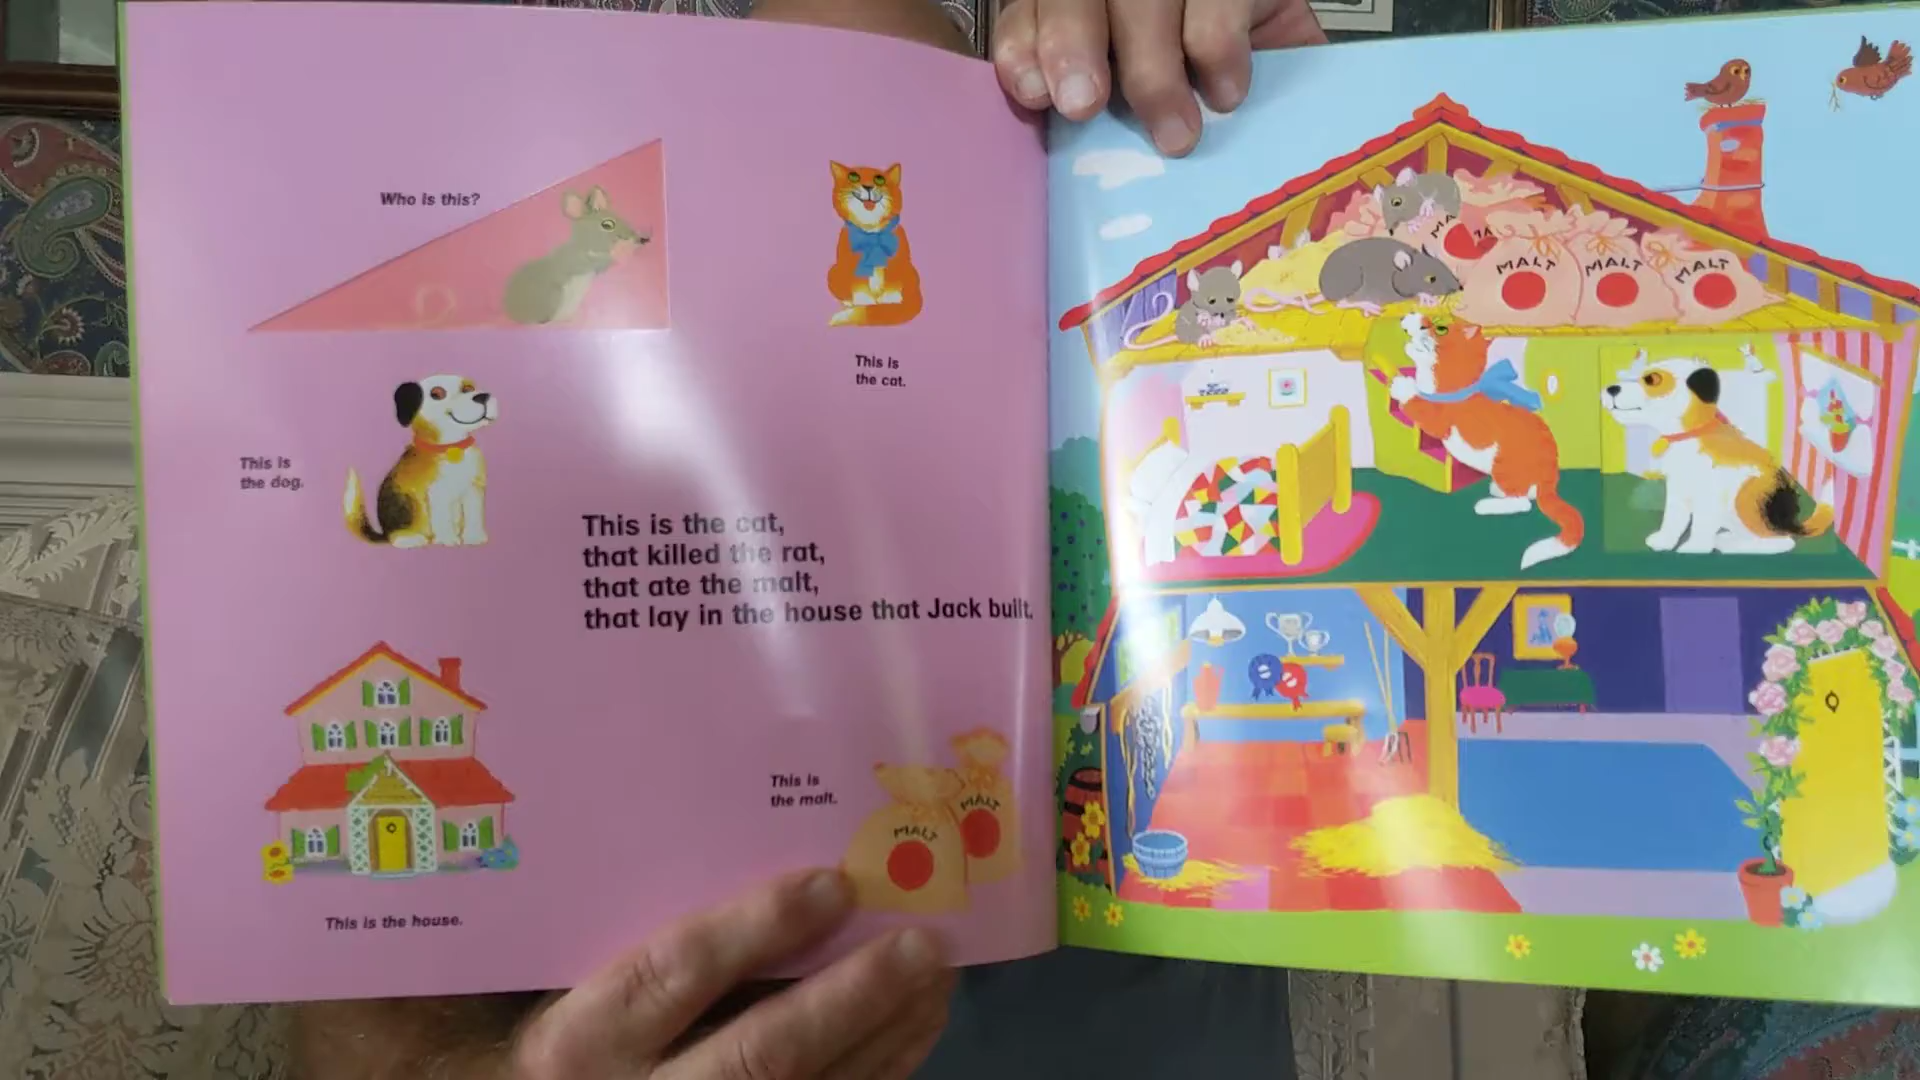 Who is this?
This is
the cat.
This is
the dog.
This is the cat,
that killed the rat,
that ate the malt,
that lay in the house that Jack built.
This is
the malt.
MALT
MALT
This is the house.
MALT
MALT
MALT